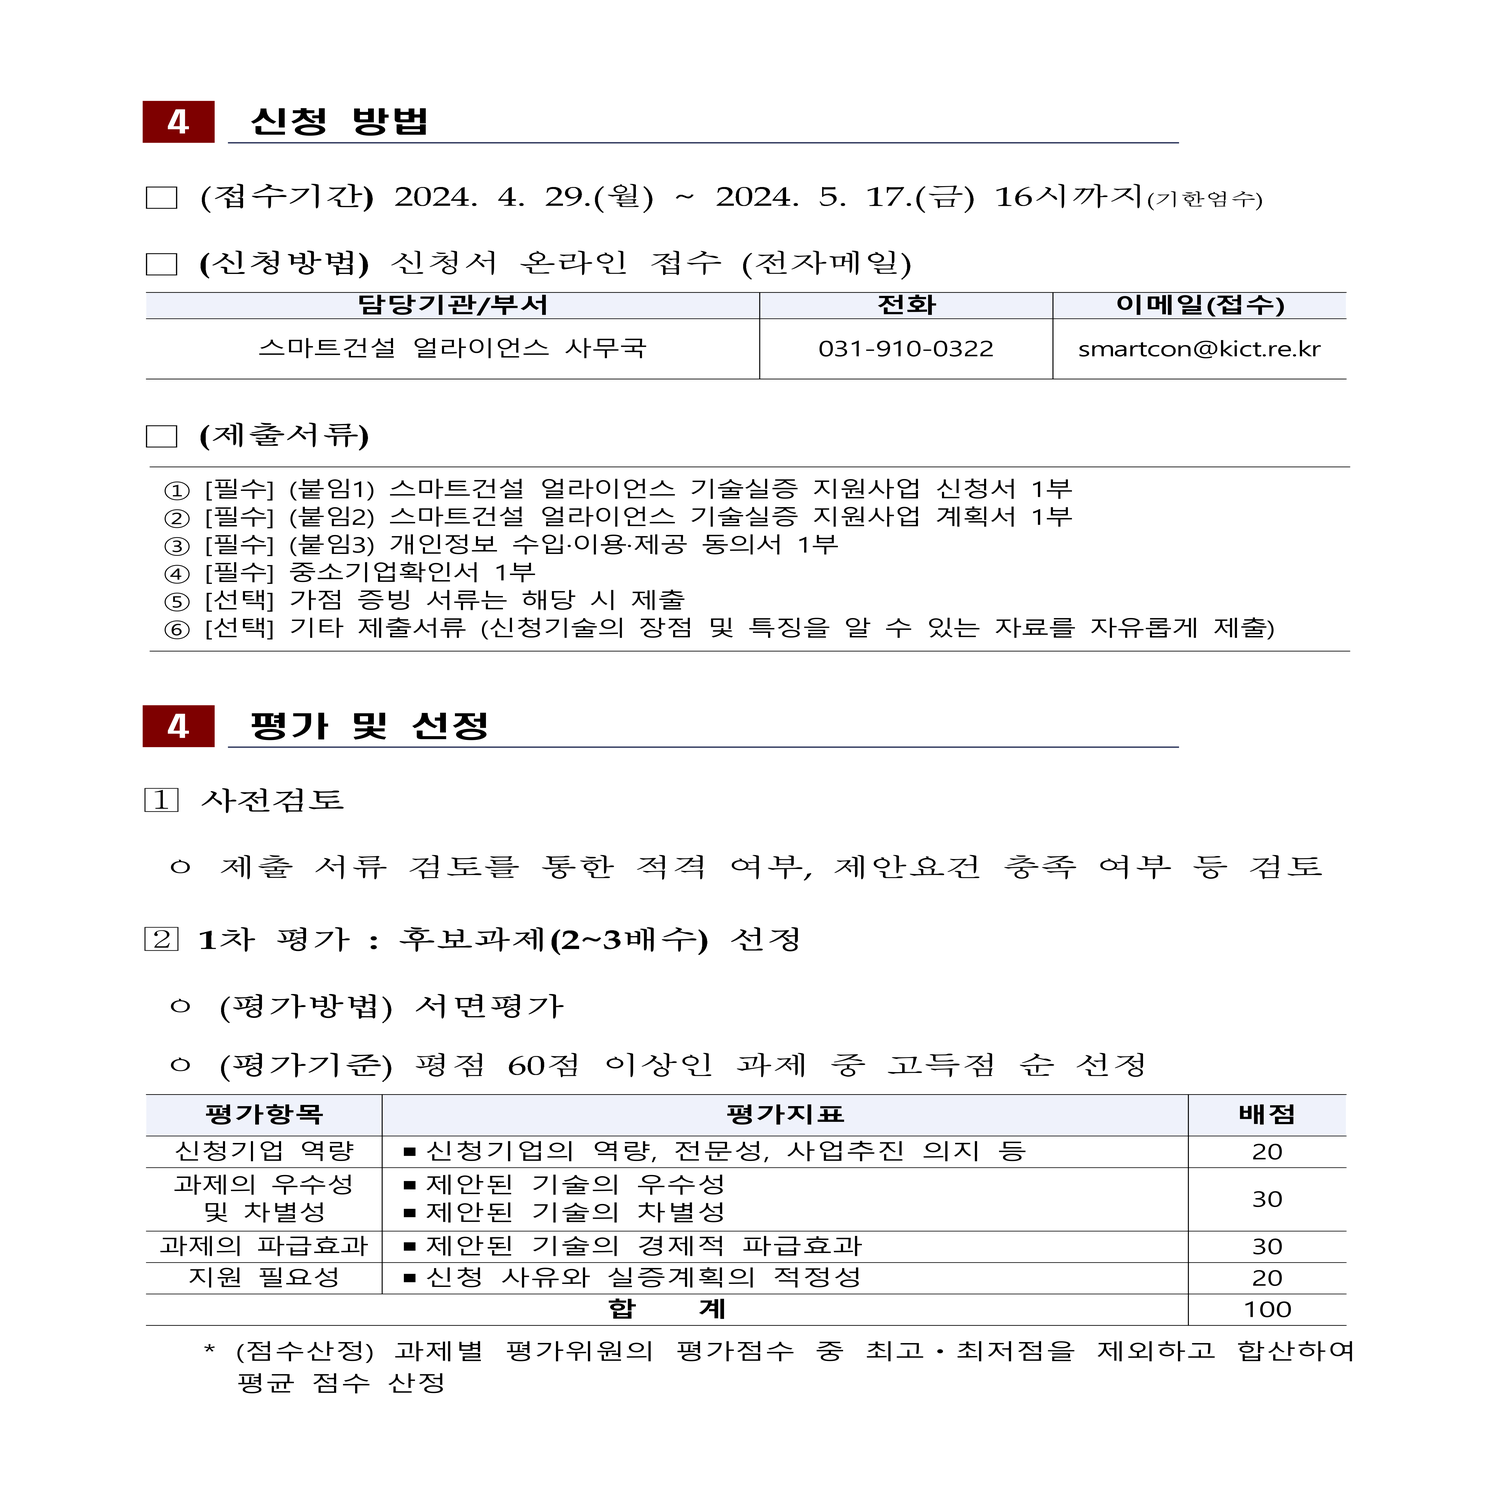 4 신청 방법
□ (접수기간) 2024. 4. 29.(월) ~ 2024. 5. 17.(금) 16시까지(기한엄수)
□ (신청방법) 신청서 온라인 접수 (전자메일)
담당기관/부서 전화 이메일(접수)
스마트건설 얼라이언스 사무국 031-910-0322 smartcon@kict.re.kr
□ (제출서류)
① [필수] (붙임1) 스마트건설 얼라이언스 기술실증 지원사업 신청서 1부
② [필수] (붙임2) 스마트건설 얼라이언스 기술실증 지원사업 계획서 1부
③ [필수] (붙임3) 개인정보 수입·이용·제공 동의서 1부
④ [필수] 중소기업확인서 1부
⑤ [선택] 가점 증빙 서류는 해당 시 제출
⑥ [선택] 기타 제출서류 (신청기술의 장점 및 특징을 알 수 있는 자료를 자유롭게 제출)
4 평가 및 선정
1 사전검토
ㅇ 제출 서류 검토를 통한 적격 여부, 제안요건 충족 여부 등 검토
2 1차 평가 : 후보과제(2~3배수) 선정
ㅇ (평가방법) 서면평가
ㅇ (평가기준) 평점 60점 이상인 과제 중 고득점 순 선정
평가항목 평가지표 배점
신청기업 역량 ▪신청기업의 역량, 전문성, 사업추진 의지 등 20
과제의 우수성 ▪제안된 기술의 우수성
및 차별성 ▪제안된 기술의 차별성 30
과제의 파급효과 ▪제안된 기술의 경제적 파급효과 30
지원 필요성 ▪신청 사유와 실증계획의 적정성 20
합 계 100
* (점수산정) 과제별 평가위원의 평가점수 중 최고·최저점을 제외하고 합산하여
평균 점수 산정